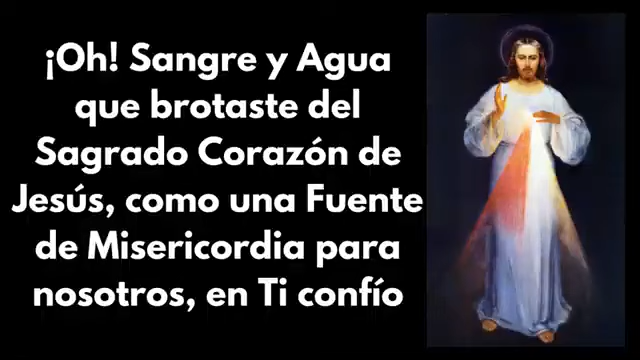 ¡Oh! Sangre y Agua
que brotaste del
Sagrado Corazón de
Jesús, como una Fuente
de Misericordia para
nosotros, en Ti confío